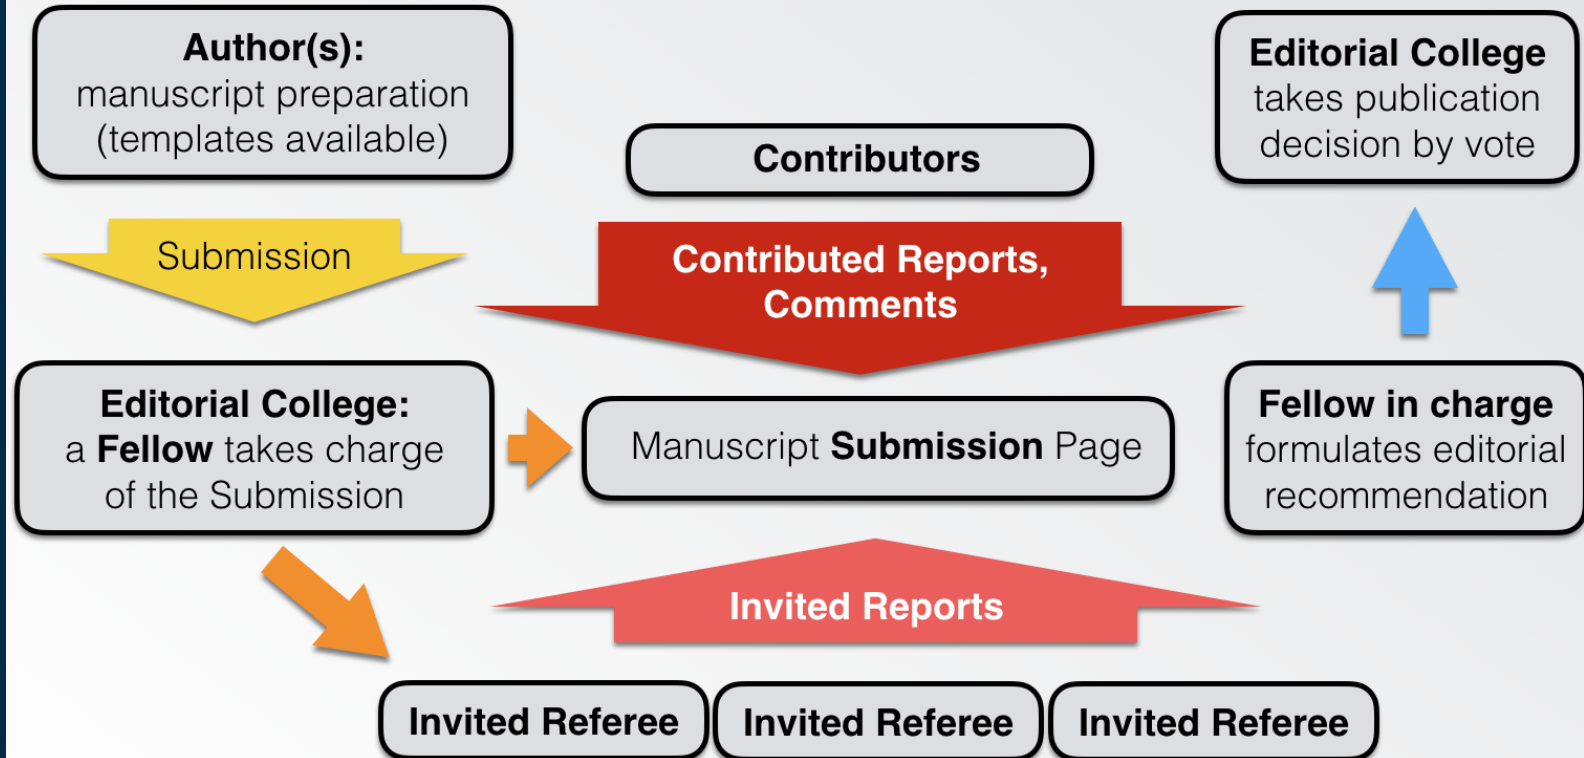 Author(s):
manuscript preparation
(templates available)
Submission
Editorial College:
a Fellow takes charge
of the Submission
Contributors
Contributed Reports,
Comments
Manuscript Submission Page
Invited Reports
Invited Referee
Invited Referee
Invited Referee
Fellow in charge
formulates editorial
recommendation
Editorial College
takes publication
decision by vote